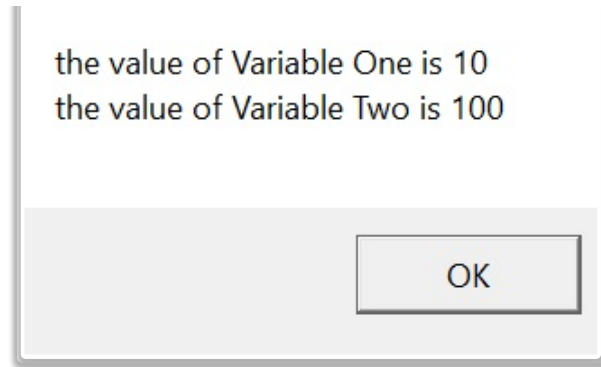 the value of Variable One is 10
the value of Variable Two is 100
OK